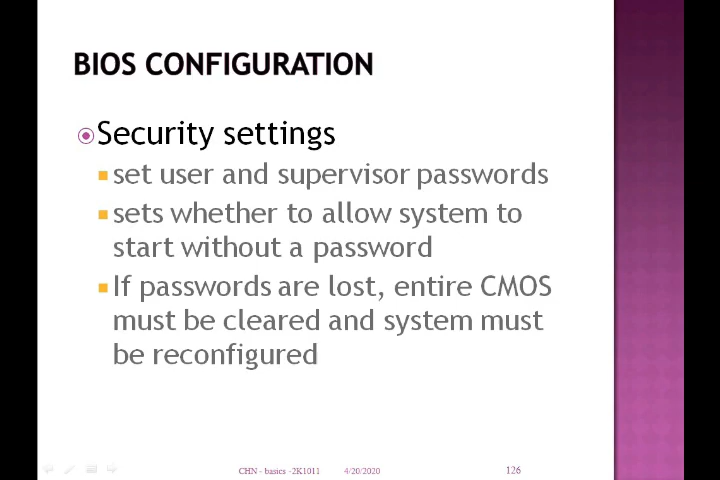 BIOS CONFIGURATION
Security settings
set user and supervisor passwords
sets whether to allow system to
start without a password
If passwords are lost, entire CMOS
must be cleared and system must
be reconfigured
CHN - basics -2K1011 4/20/2020 126